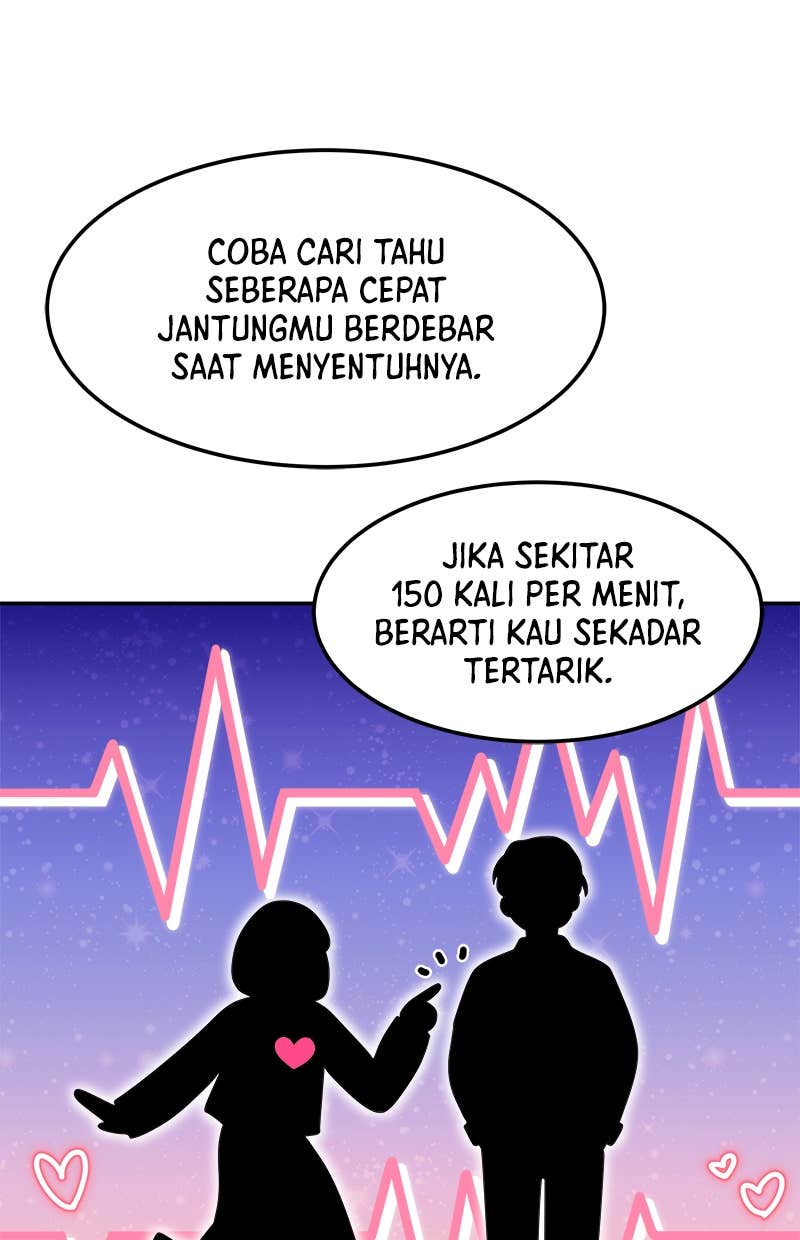 COBA CARI TAHU
SEBERAPA CEPAT
JANTUNGMU BERDEBAR
SAAT MENYENTUHNYA.
JIKA SEKITAR
150 KALI PER MENIT,
BERARTI KAU SEKADAR
TERTARIK.